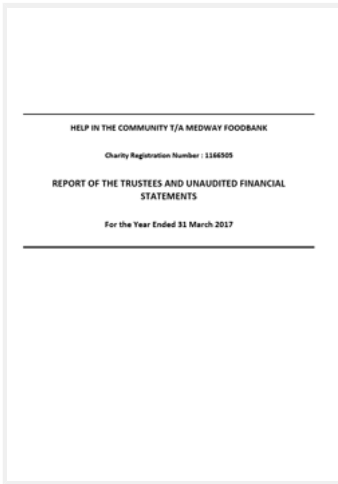 HELP IN THE COMMUNITY T/A MEDWAY FOODBANK
Charity Registration Number : 1166505
REPORT OF THE TRUSTEES AND UNAUDITED FINANCIAL
STATEMENTS
For the Year Ended 31 March 2017